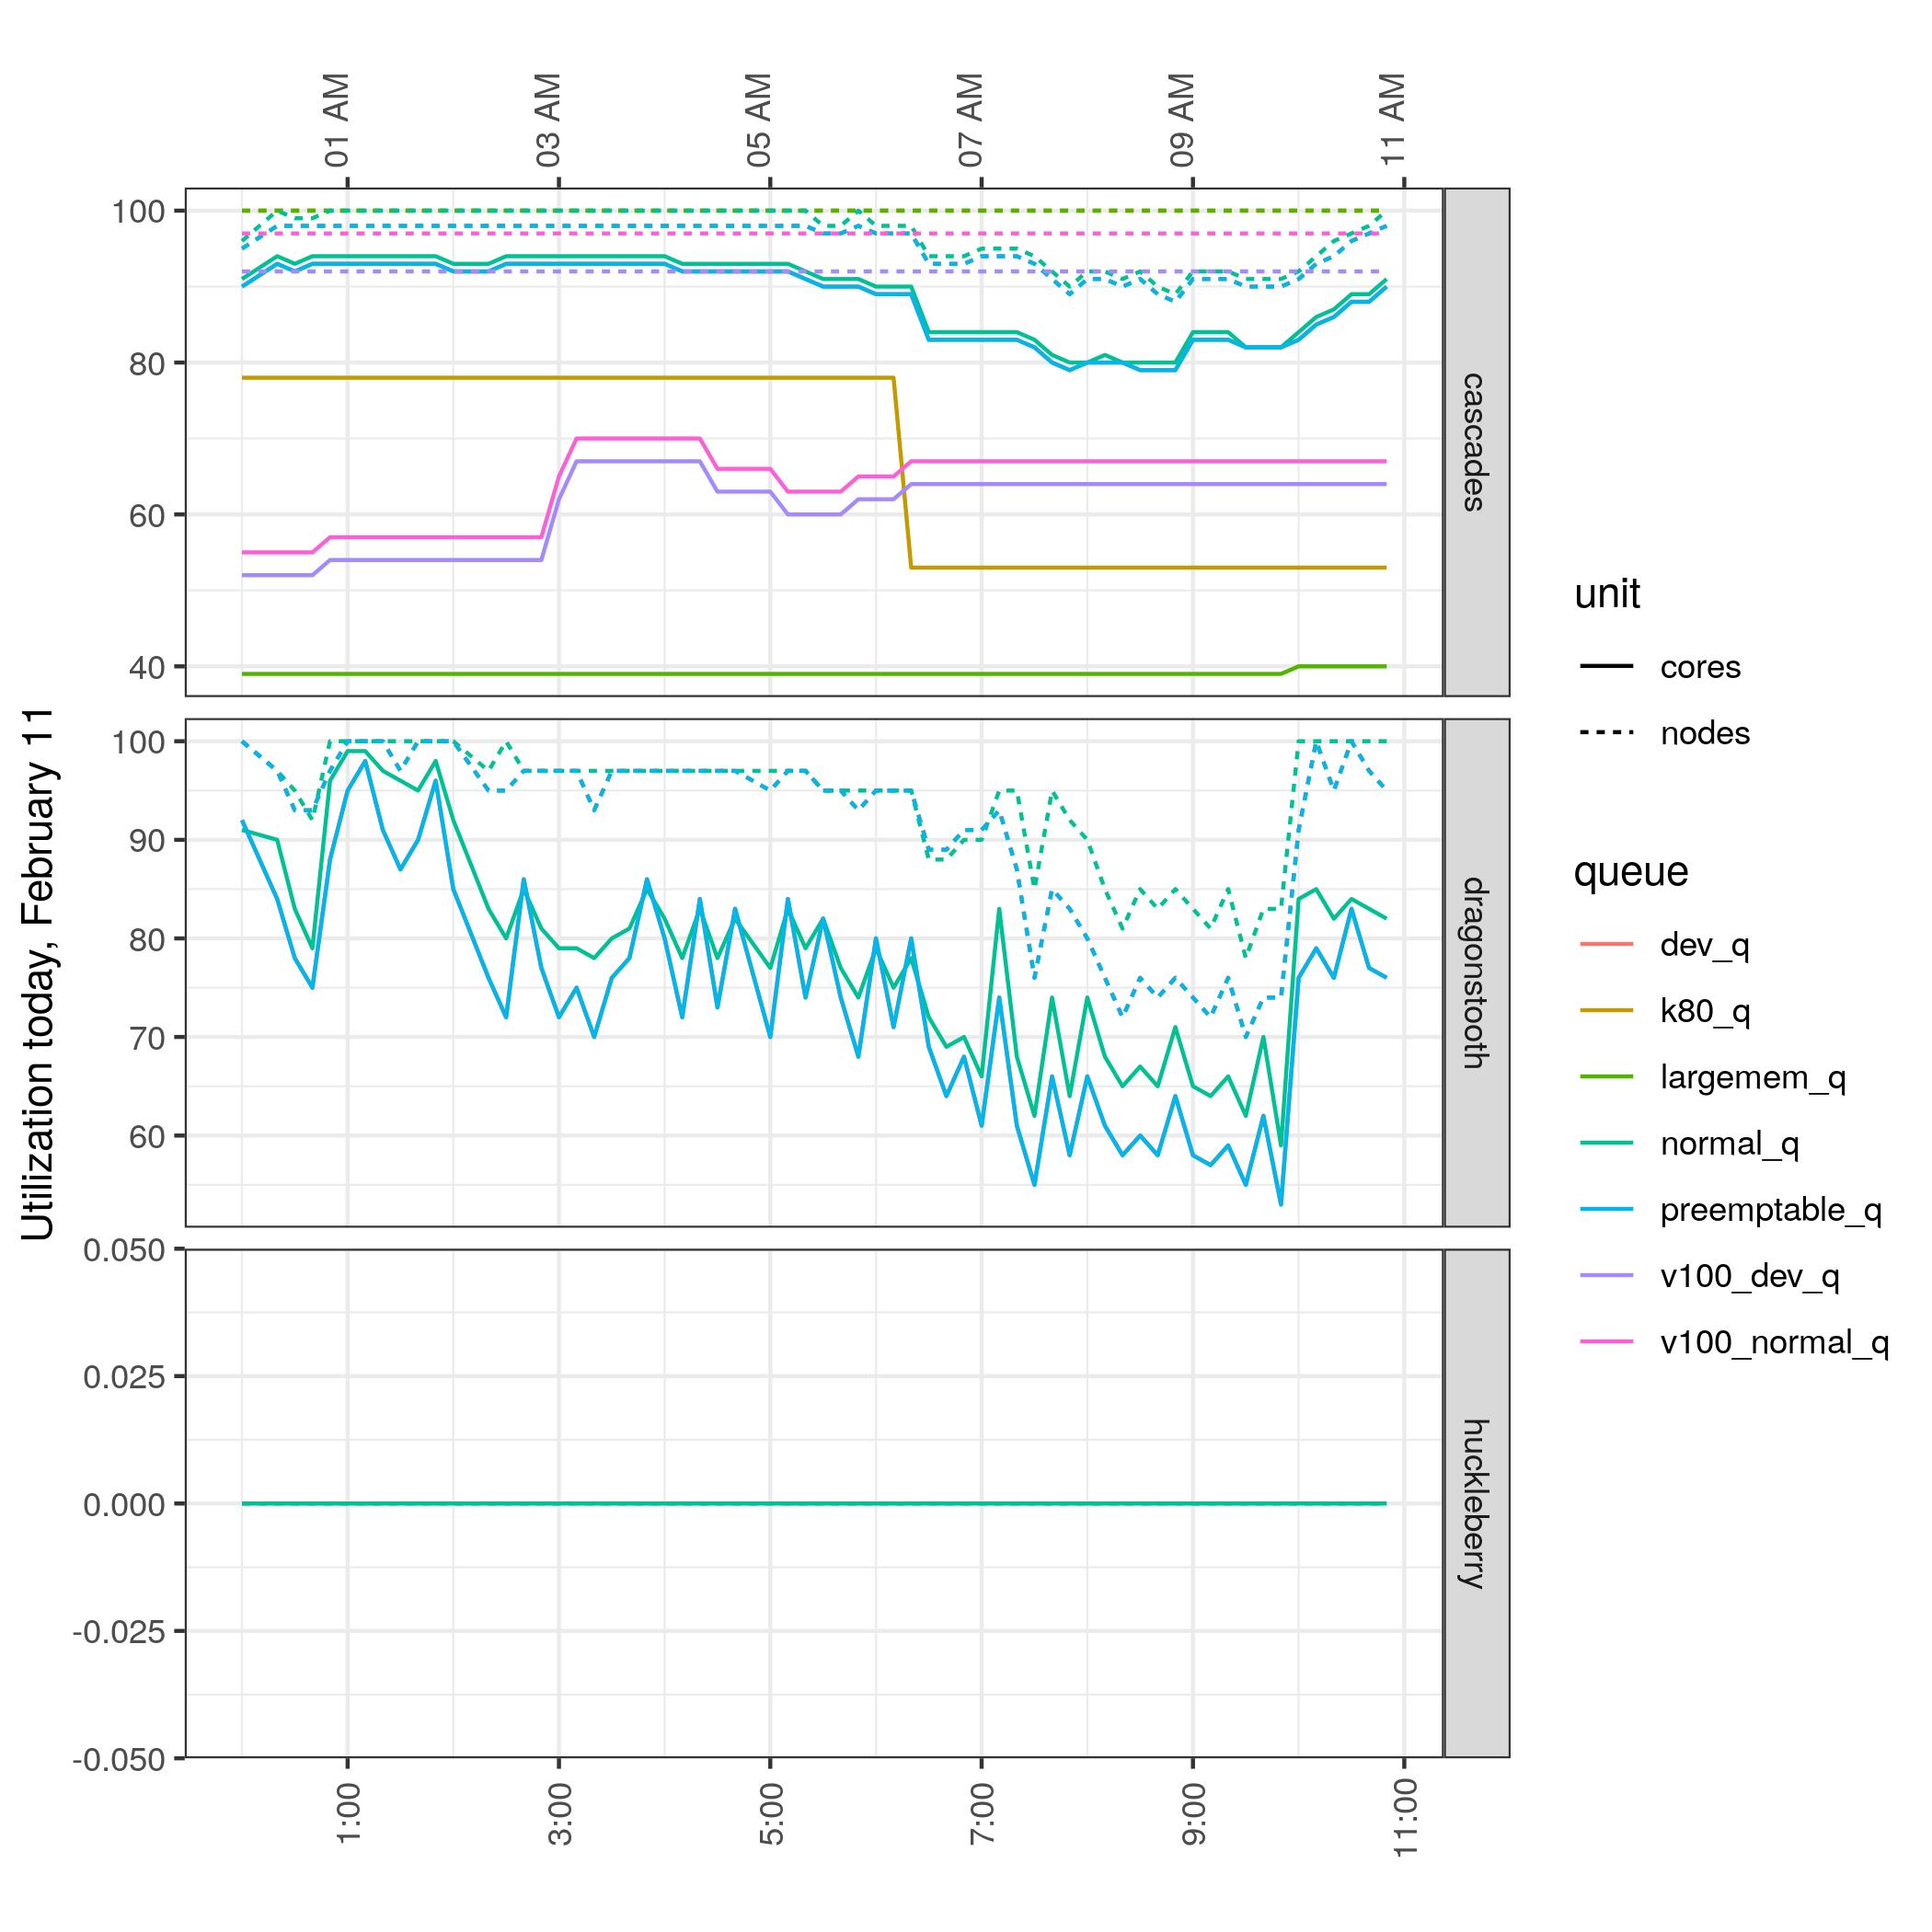 01 AM
03 AM
05 AM
07 AM
09 AM
11 AM
Utilization today, February 11
100
80
60
40
cascades
100
90
80
70
60
dragonstooth
0.050
0.025
0.000
-0.025
-0.050
huckleberry
1:00
3:00
5:00
7:00
9:00
11:00
unit
cores
nodes
queue
dev_q
k80_q
largemem_q
normal_q
preemptable_q
v100_dev_q
v100_normal_q